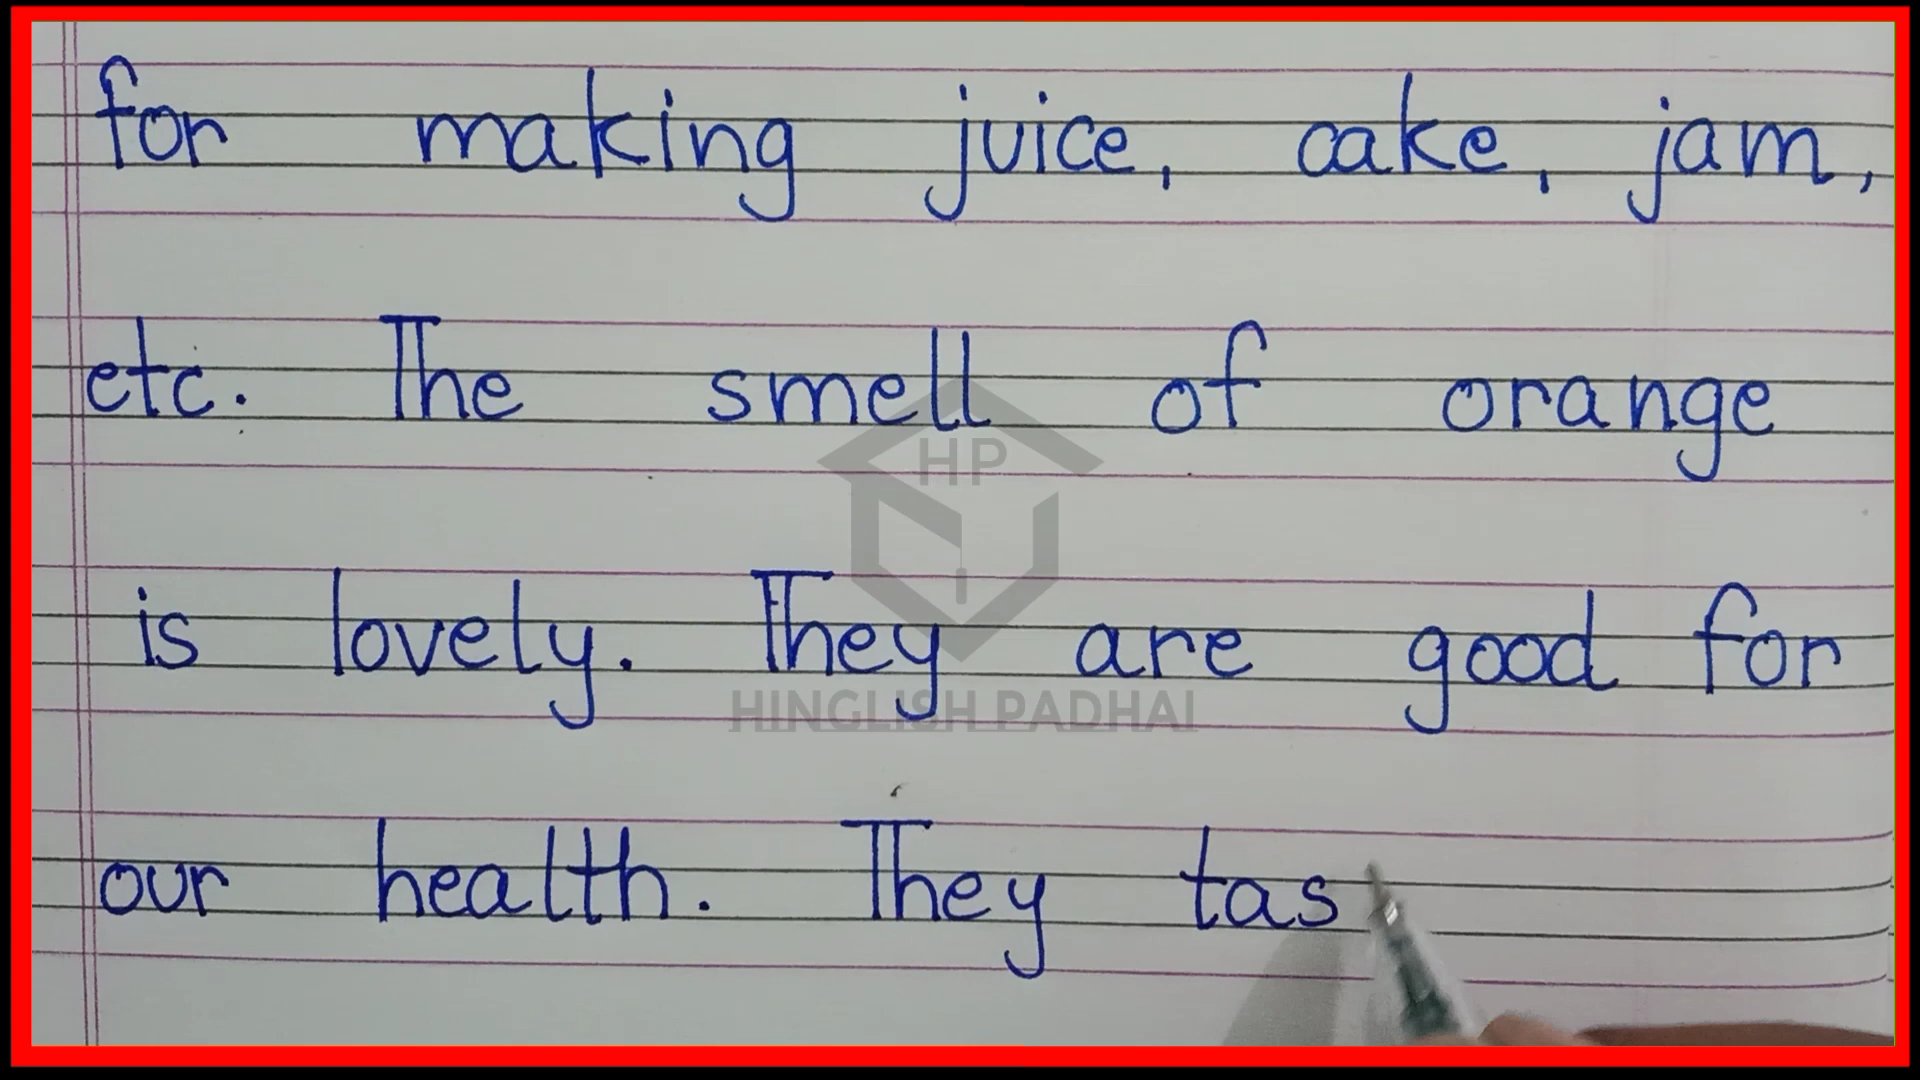 for making juice, cake, jam,
etc. The smell of orange
HP
is lovely. They are good for
HINGLISH PADHAI
our health. They tas